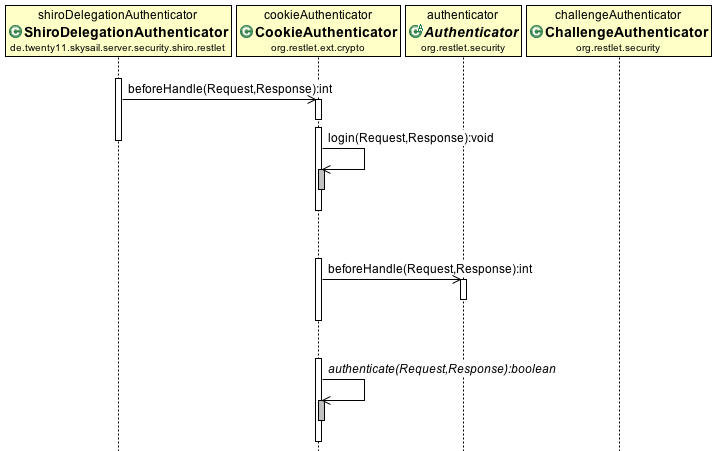 shiroDelegationAuthenticator
ShiroDelegationAuthenticator
de.twenty11.skysail.server.security.shiro.restlet
cookieAuthenticator
CookieAuthenticator
org.restlet.ext.crypto
authenticator
Authenticator
org.restlet.security
challengeAuthenticator
ChallengeAuthenticator
org.restlet.security
beforeHandle(Request,Response):int
login(Request,Response):void
beforeHandle(Request,Response):int
authenticate(Request,Response):boolean